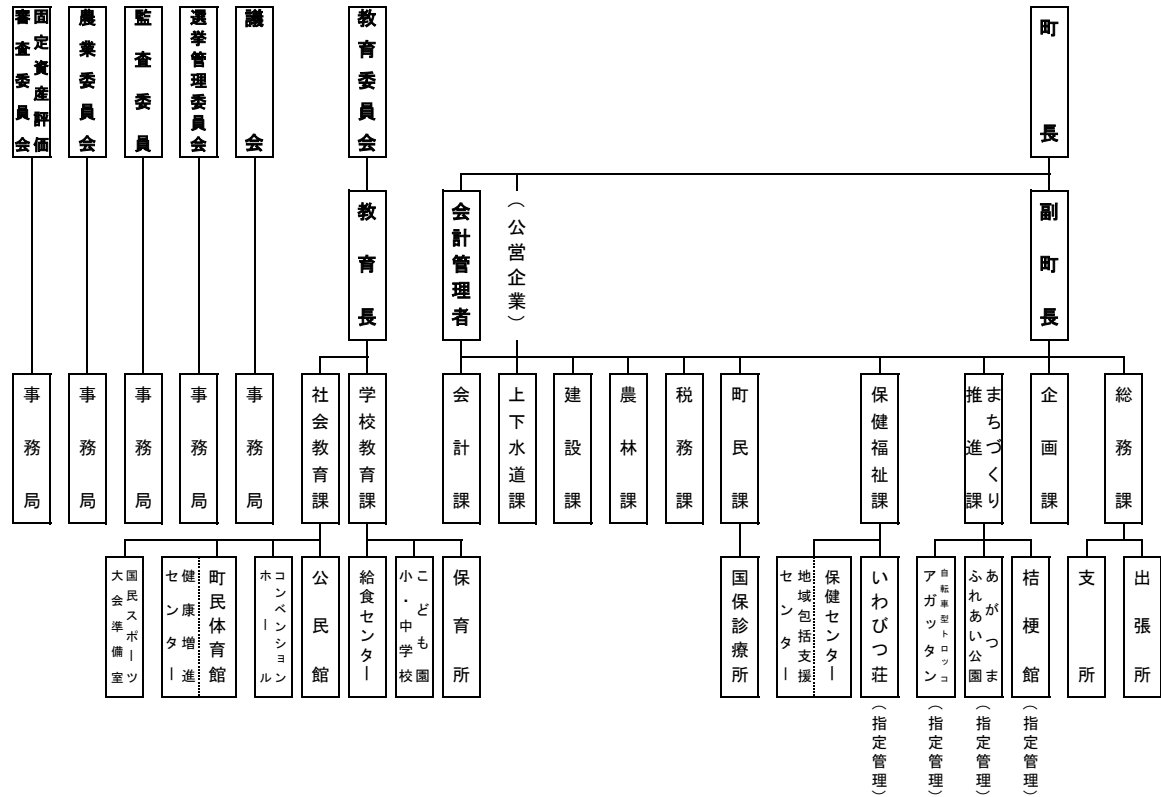 町長
教育委員会
議会
選挙管理委員会
監査委員
農業委員会
固定資産評価
審査委員会
副町長
（公営企業）
会計管理者
教育長
総務課
企画課
まちづくり
推進課
保健福祉課
町民課
税務課
農林課
建設課
上下水道課
会計課
学校教育課
社会教育課
事務局
事務局
事務局
事務局
事務局
出張所
支所
桔梗館
（指定管理）
あがつま
ふれあい公園
（指定管理）
自転車型トロッコ
アガッタン
（指定管理）
いわびつ荘
（指定管理）
保健センター
地域包括支援
センター
国保診療所
保育所
こども園
小・中学校
給食センター
公民館
コンベンション
ホール
町民体育館
健康増進
センター
国民スポーツ
大会準備室